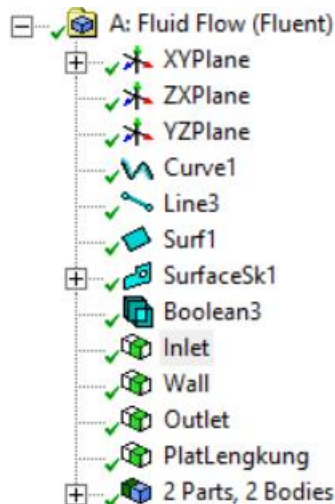 A: Fluid Flow (Fluent)
XYPlane
ZXPlane
YZPlane
Curve1
Line3
Surf1
SurfaceSk1
Boolean3
Inlet
Wall
Outlet
PlatLengkung
2 Parts, 2 Bodies